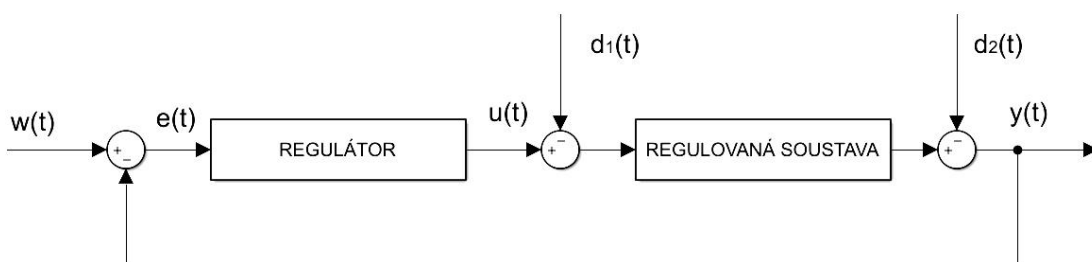 d1(t)
d2(t)
w(t)
e(t)
u(t)
y(t)
+
−
REGULÁTOR
+
−
REGULOVANÁ SOUSTAVA
+
−